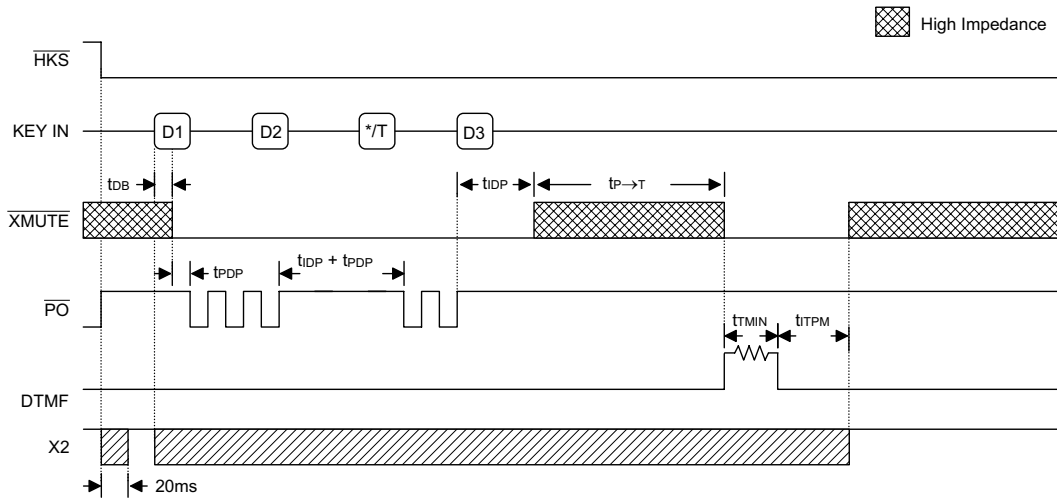 High Impedance
HKS
KEY IN
D1
D2
*/T
D3
tDB
tIDP
tP→T
XMUTE
tPDP
tIDP + tPDP
PO
tTMIN
tITPM
DTMF
X2
20ms